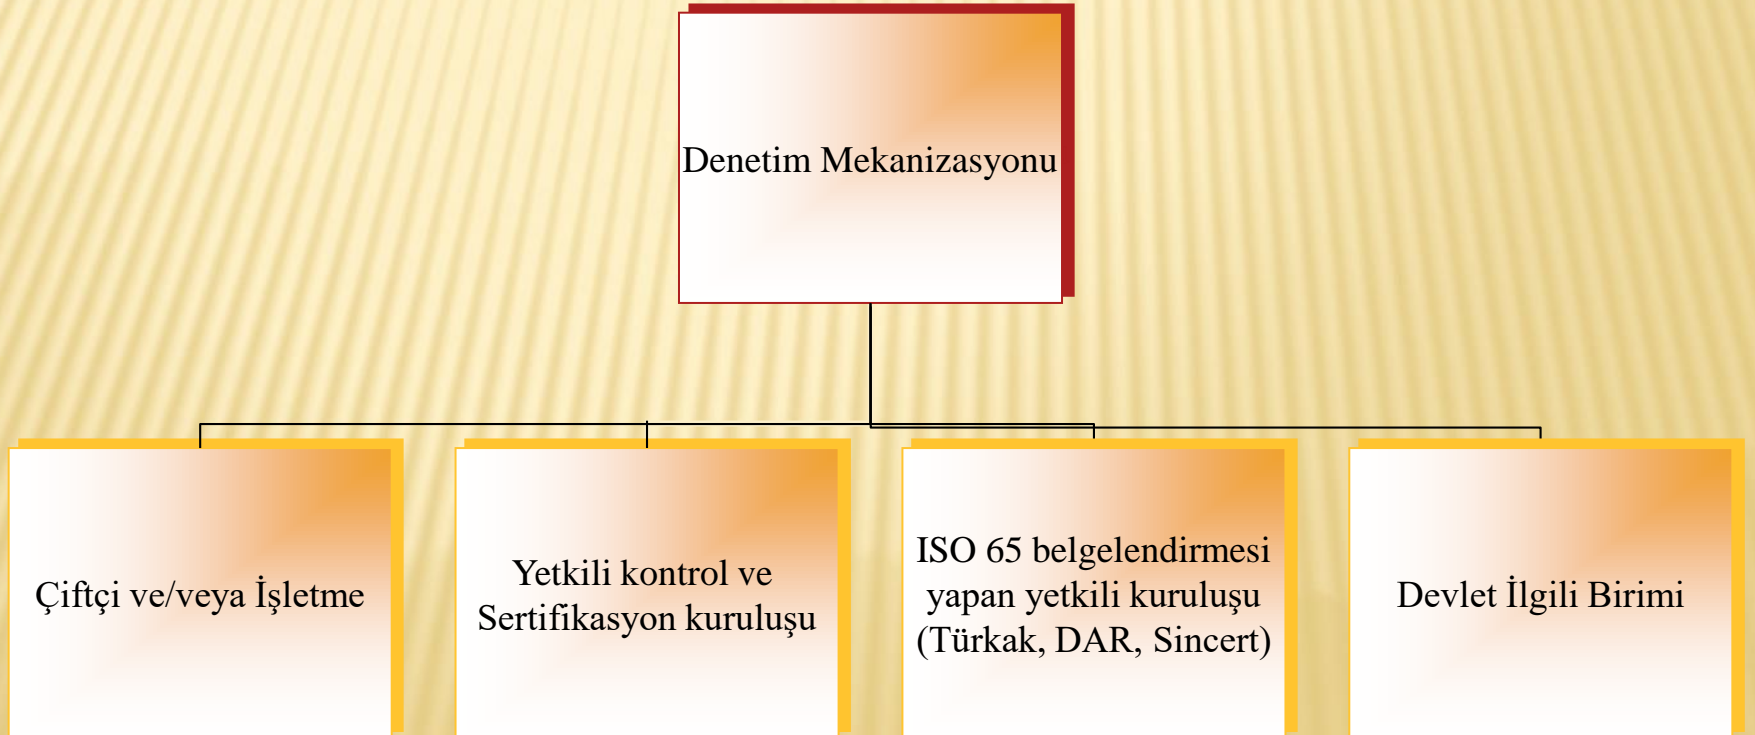 Denetim Mekanizasyonu
Çiftçi ve/veya İşletme
Yetkili kontrol ve
Sertifikasyon kuruluşu
ISO 65 belgelendirmesi
yapan yetkili kuruluşu
(Türkak, DAR, Sincert)
Devlet İlgili Birimi